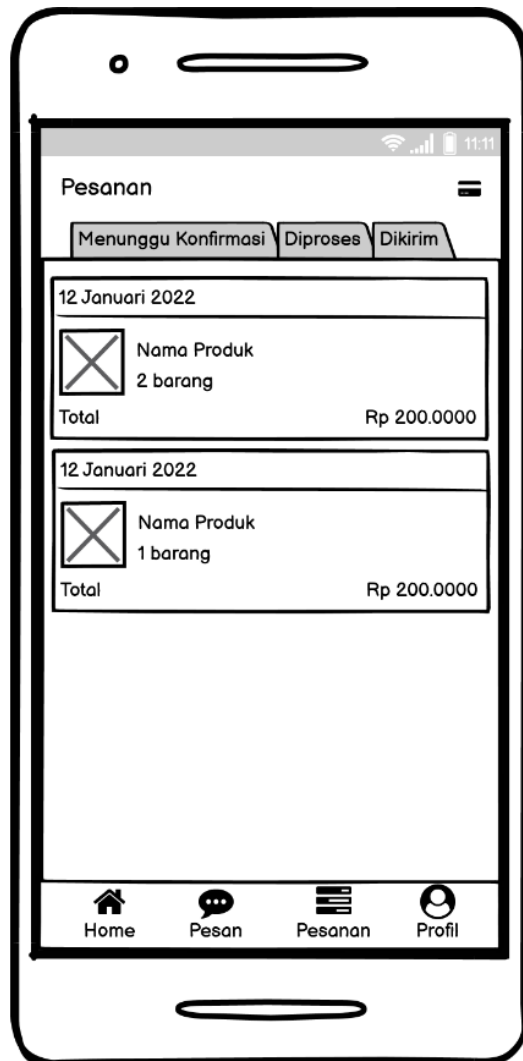 11:11
Pesanan
Menunggu Konfirmasi Diproses Dikirim
12 Januari 2022
Nama Produk
2 barang
Total Rp 200.0000
12 Januari 2022
Nama Produk
1 barang
Total Rp 200.0000
Home Pesan Pesanan Profil